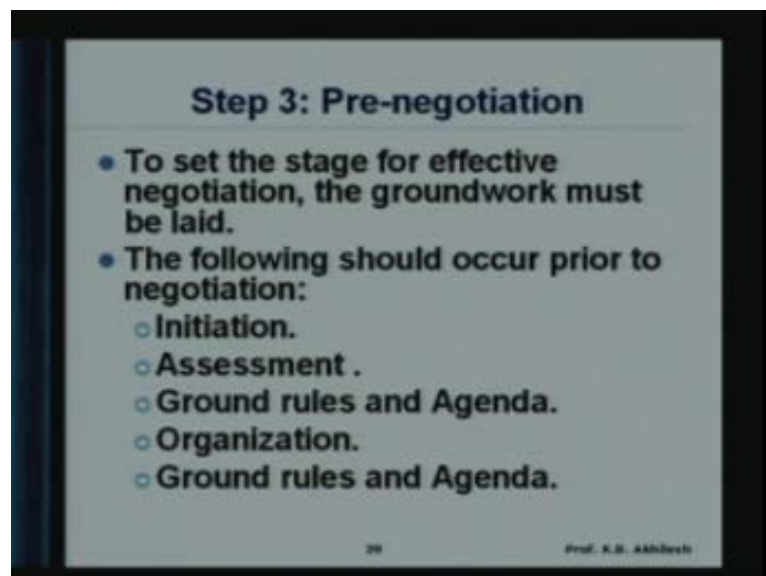 Step 3: Pre-negotiation
To set the stage for effective
negotiation, the groundwork must
be laid.
The following should occur prior to
negotiation:
Initiation.
Assessment .
Ground rules and Agenda.
Organization.
Ground rules and Agenda.
Prof. K.B. Akhilesh